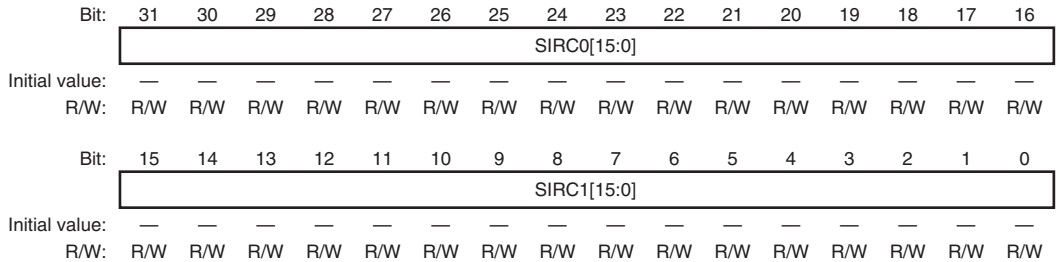 Bit: 31 30 29 28 27 26 25 24 23 22 21 20 19 18 17 16
SIRC0[15:0]
Initial value: — — — — — — — — — — — — — — — —
R/W: R/W R/W R/W R/W R/W R/W R/W R/W R/W R/W R/W R/W R/W R/W R/W R/W
Bit: 15 14 13 12 11 10 9 8 7 6 5 4 3 2 1 0
SIRC1[15:0]
Initial value: — — — — — — — — — — — — — — — —
R/W: R/W R/W R/W R/W R/W R/W R/W R/W R/W R/W R/W R/W R/W R/W R/W R/W